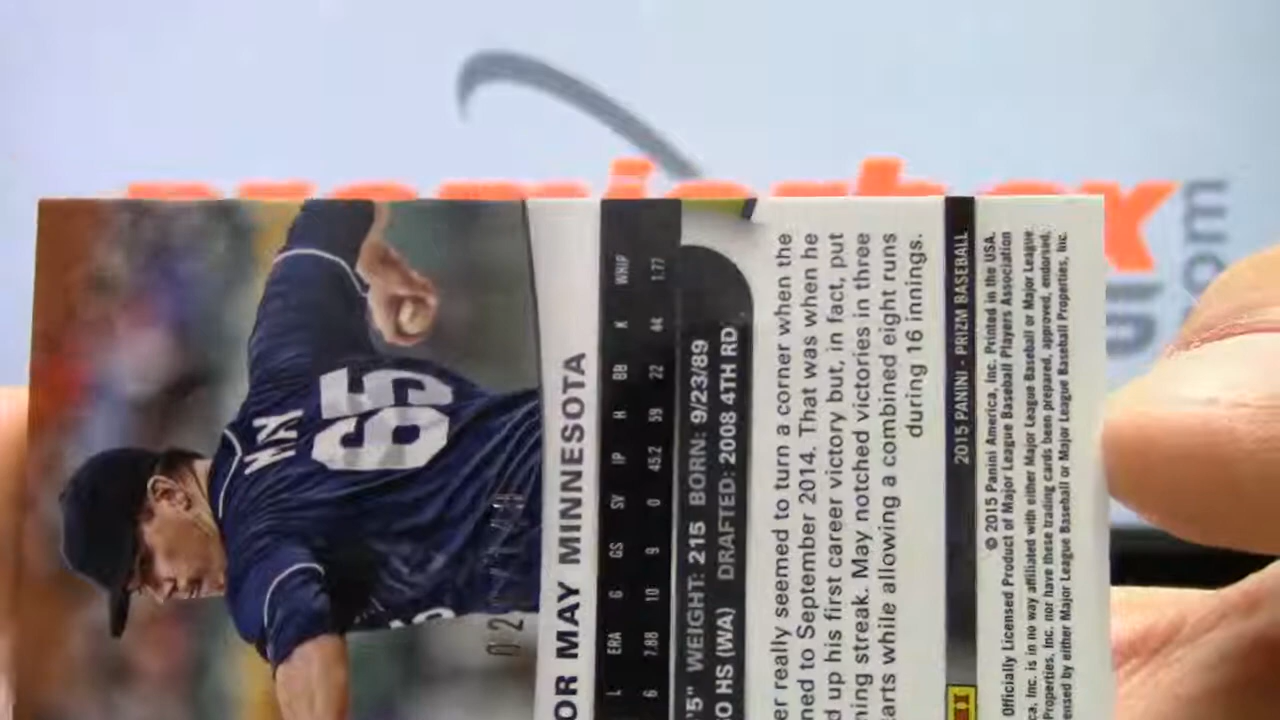 65
OR MAY MINNESOTA
L ERA G GS SV IP H BB K WHIP
6 7.88 10 9 0 45.2 59 22 44 1.77
'5" WEIGHT: 215 BORN: 9/23/89
O HS (WA) DRAFTED: 2008 4TH RD
er really seemed to turn a corner when the
ned to September 2014. That was when he
d up his first career victory but, in fact, put
ning streak. May notched victories in three
arts while allowing a combined eight runs
during 16 innings.
2015 PANINI - PRIZM BASEBALL
© 2015 Panini America, Inc. Printed in the USA.
Officially Licensed Product of Major League Baseball Players Association
ca, Inc. is in no way affiliated with either Major League Baseball or Major League
Properties, Inc. nor have these trading cards been prepared, approved, endorsed,
ensed by either Major League Baseball or Major League Baseball Properties, Inc.